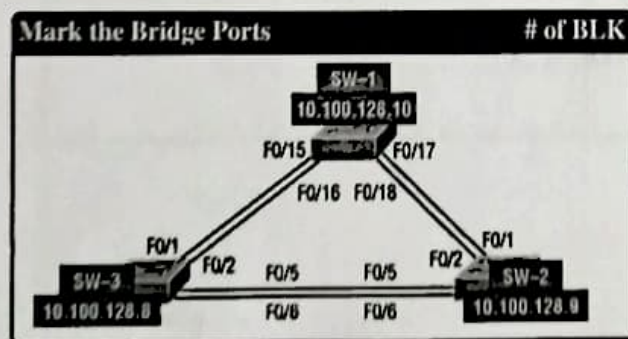 Mark the Bridge Ports # of BLK
SW-1
10.100.128.10
F0/15 F0/17
F0/16 F0/18
F0/1 F0/1
F0/2 F0/2
SW-3 F0/5 F0/5 SW-2
10.100.128.8 10.100.128.9
F0/6 F0/6